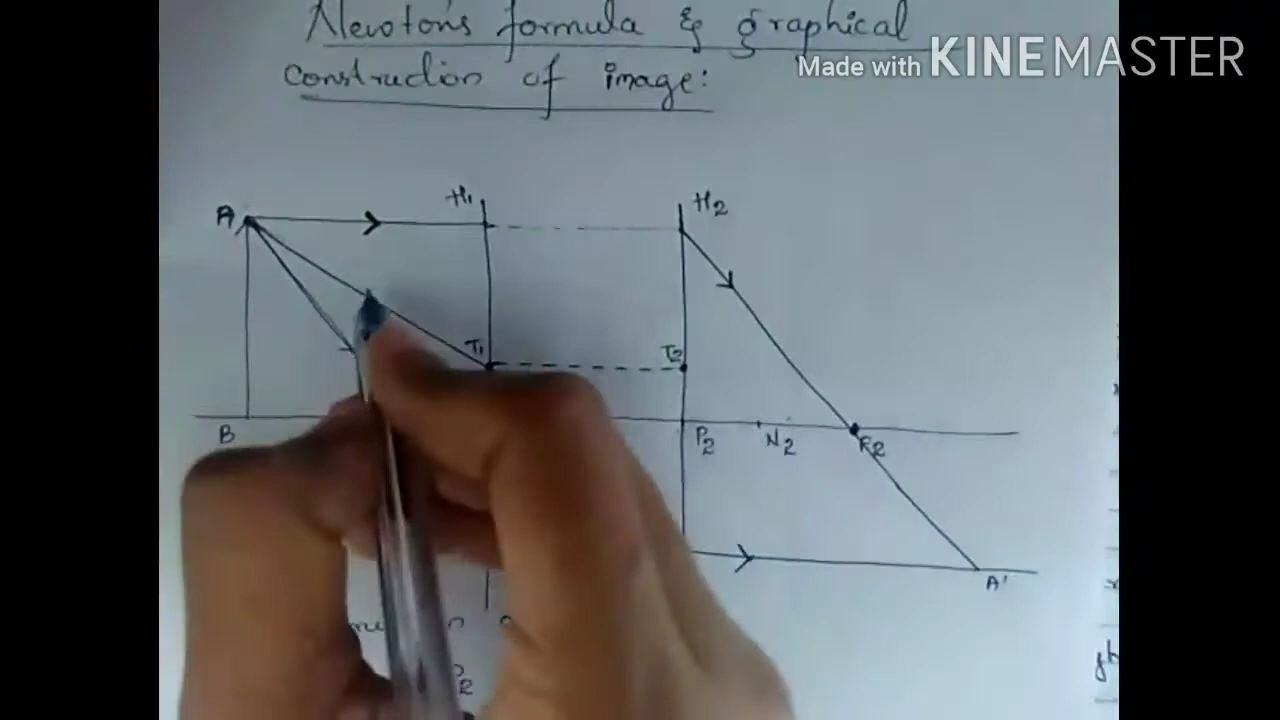 Newton's formula & graphical
construction of image:
Made with KINEMASTER
A
H1
H2
T1
T2
B
P2
N2
F2
A'